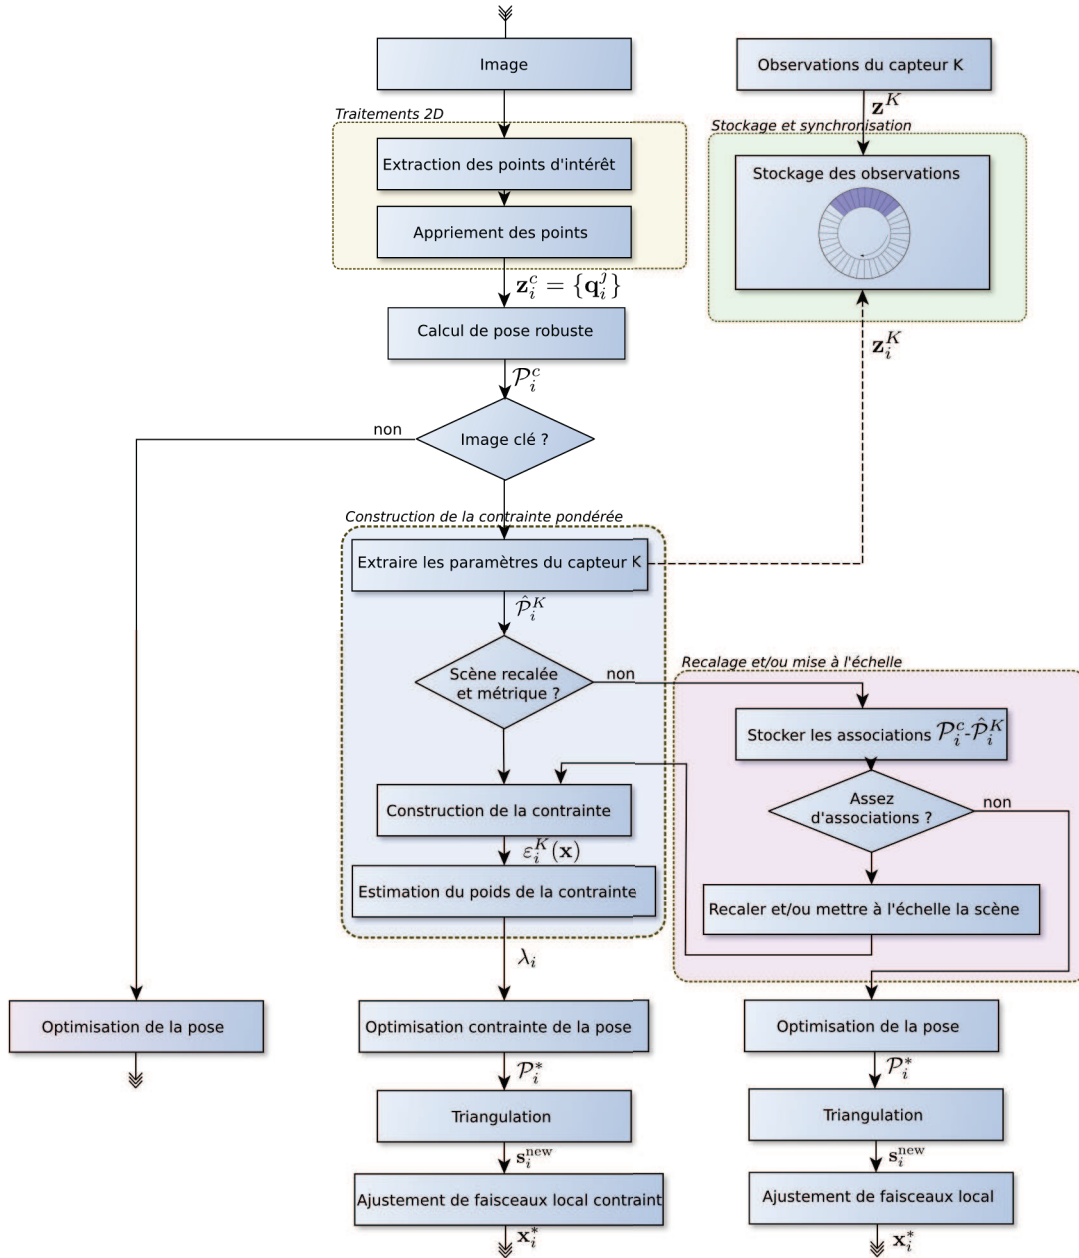 Image
Observations du capteur K
z^K
Traitements 2D
Stockage et synchronisation
Extraction des points d'intérêt
Stockage des observations
Appriement des points
z_i^c = {q_i^j}
Calcul de pose robuste
z_i^K
P_i^c
non
Image clé ?
Construction de la contrainte pondérée
Extraire les paramètres du capteur K
P̂_i^K
Scène recalée
et métrique ?
non
Recalage et/ou mise à l'échelle
Stocker les associations P_i^c-P̂_i^K
Assez
d'associations ?
non
Construction de la contrainte
ε_i^K(x)
Estimation du poids de la contrainte
Recaler et/ou mettre à l'échelle la scène
λ_i
Optimisation de la pose
Optimisation contrainte de la pose
Optimisation de la pose
P_i^*
P_i^*
Triangulation
Triangulation
s_i^new
s_i^new
Ajustement de faisceaux local contraint
Ajustement de faisceaux local
x_i^*
x_i^*